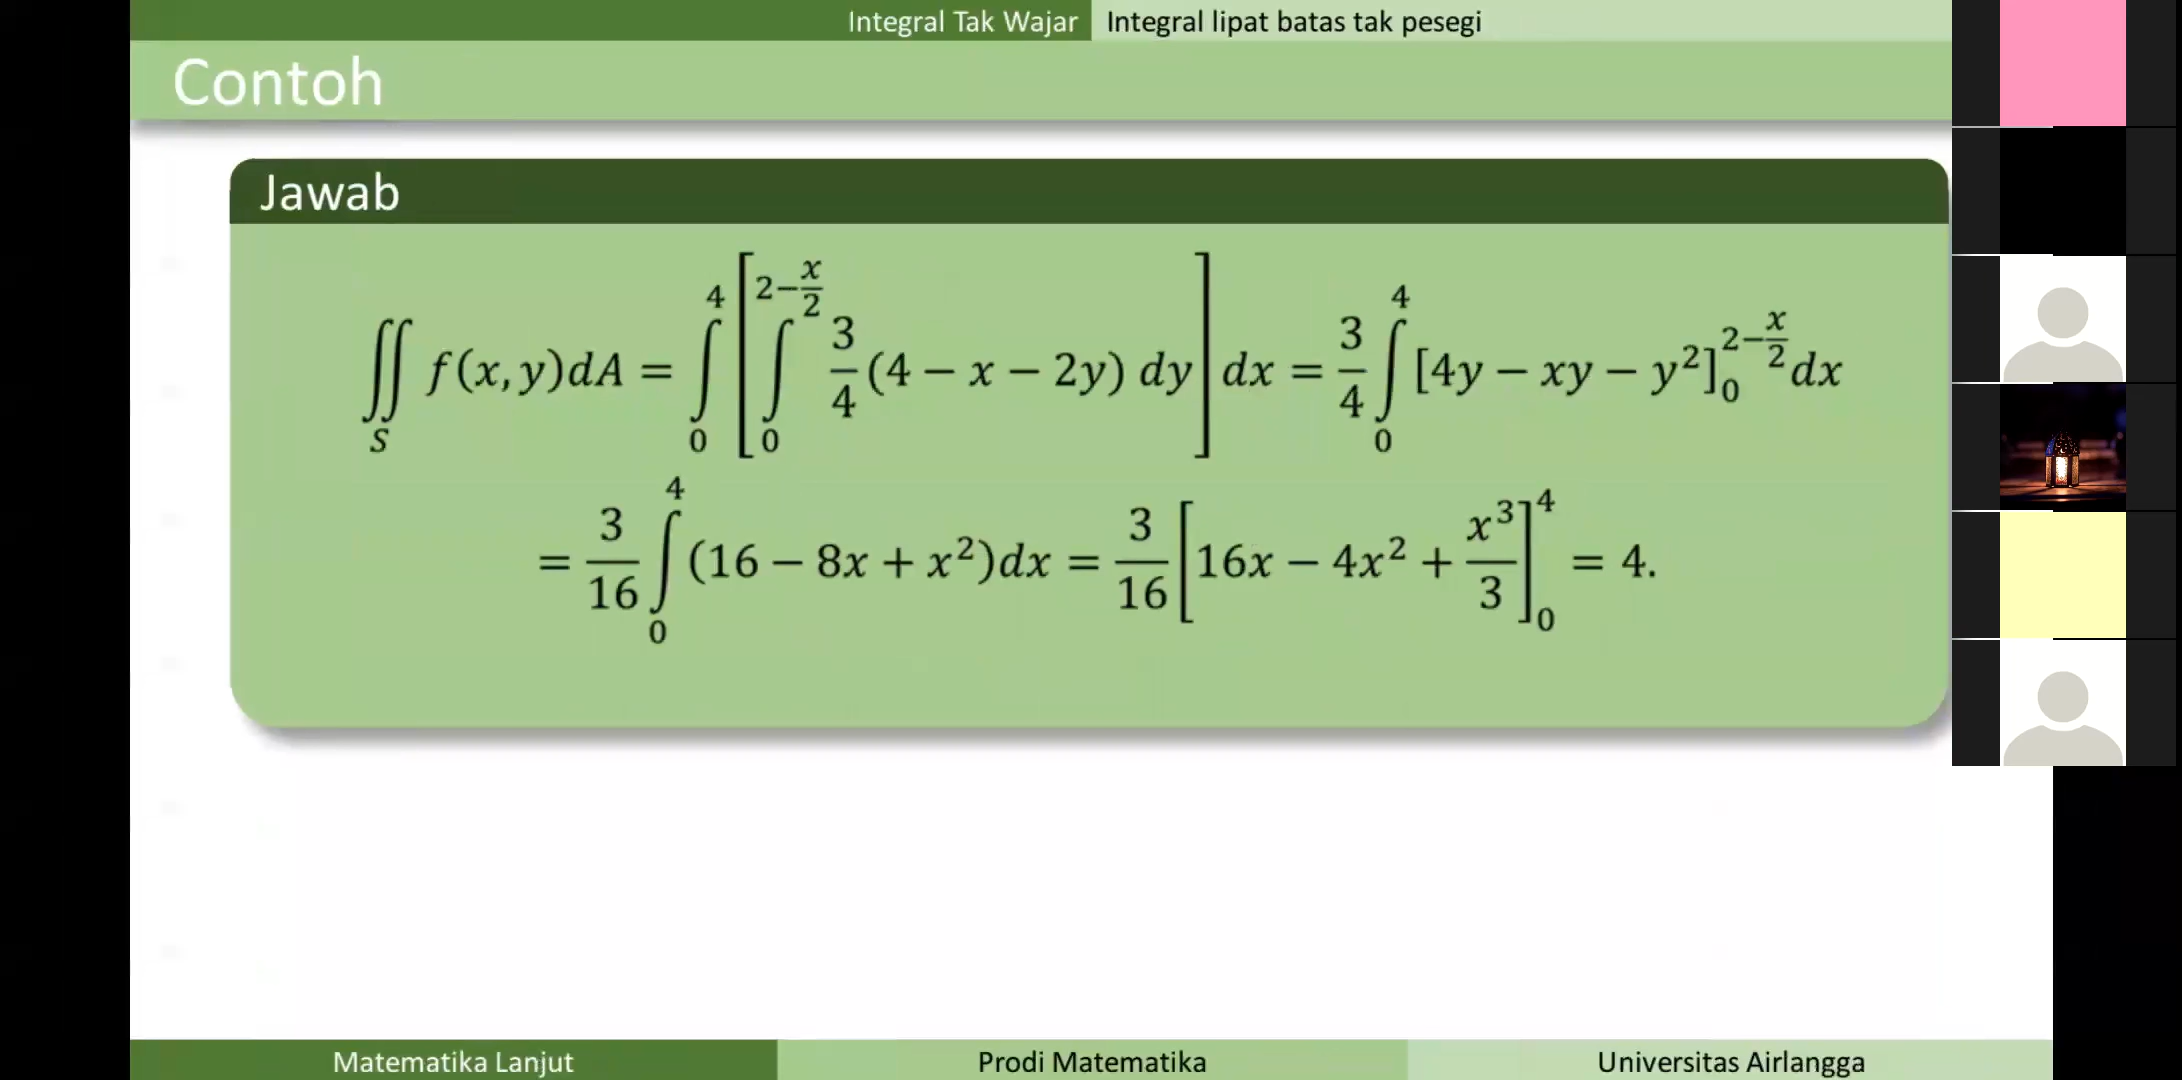 Integral Tak Wajar Integral lipat batas tak pesegi
Contoh
Jawab
∬_S f(x,y)dA = ∫_0^4 [∫_0^{2−x/2} 3/4 (4 − x − 2y) dy] dx = 3/4 ∫_0^4 [4y − xy − y²]_0^{2−x/2} dx
= 3/16 ∫_0^4 (16 − 8x + x²)dx = 3/16 [16x − 4x² + x³/3]_0^4 = 4.
Matematika Lanjut Prodi Matematika Universitas Airlangga